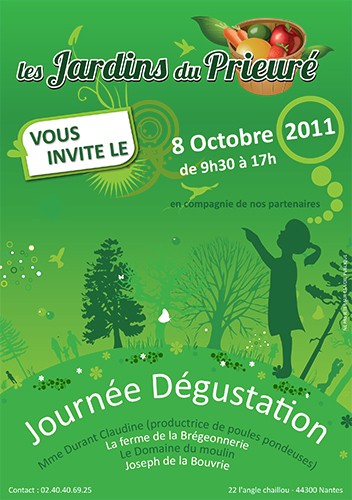 les Jardins du Prieuré
VOUS
INVITE LE
8 Octobre 2011
de 9h30 à 17h
en compagnie de nos partenaires
Journée Dégustation
Mme Durant Claudine (productrice de poules pondeuses)
La ferme de la Brégeonnerie
Le Domaine du moulin
Joseph de la Bouvrie
Contact : 02.40.40.69.25
22 l'angle chaillou - 44300 Nantes